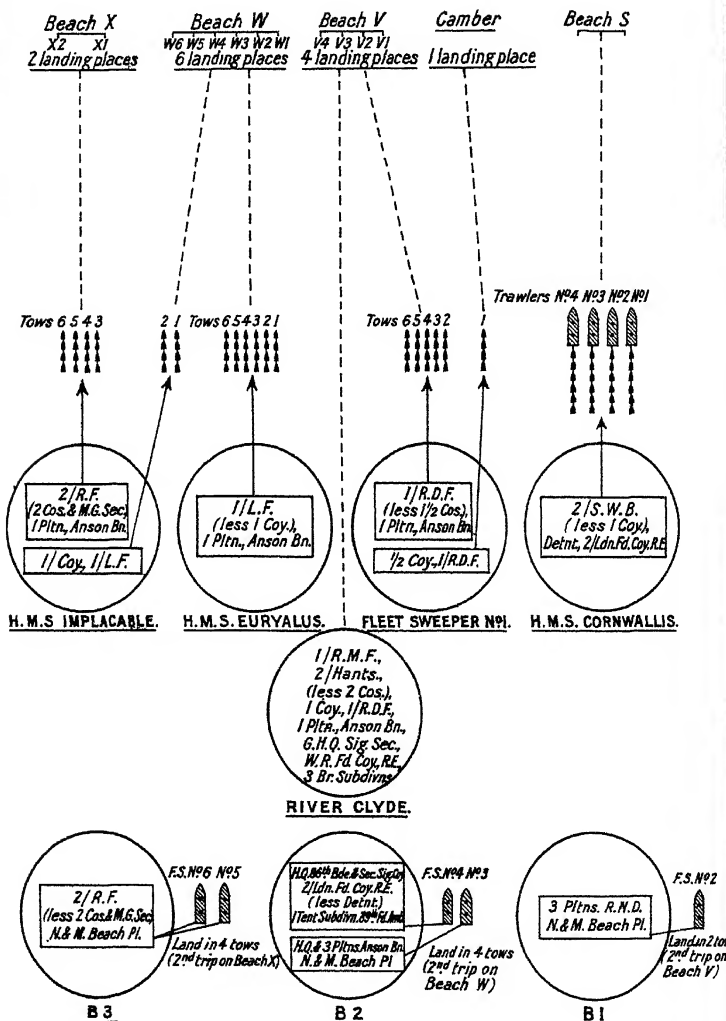 Beach X
X2 X1
2 landing places
Beach W
W6 W5 W4 W3 W2 W1
6 landing places
Beach V
V4 V3 V2 V1
4 landing places
Camber
1 landing place
Beach S
Tows 6 5 4 3
2 1
Tows 6 5 4 3 2 1
Tows 6 5 4 3 2
1
Trawlers Nº4 Nº3 Nº2 Nº1
2/R.F.
(2 Cos. & M.G. Sec)
1 Pltn, Anson Bn.
1/Coy., 1/L.F.
H.M.S IMPLACABLE.
1/L.F.
(less 1 Coy.),
1 Pltn., Anson Bn.
H.M.S. EURYALUS.
1/R.D.F.
(less 1½ Cos.),
1 Pltn., Anson Bn.
½ Coy., 1/R.D.F.
FLEET SWEEPER Nº1.
2/S.W.B.
(less 1 Coy.),
Detnt., 2/Ldn. Fd. Coy. R.E.
H.M.S. CORNWALLIS.
1/R.M.F.,
2/Hants.,
(less 2 Cos.),
1 Coy., 1/R.D.F.,
1 Pltn., Anson Bn.,
G.H.Q. Sig. Sec.,
W.R. Fd. Coy., R.E.,
3 Br. Subdivns
RIVER CLYDE.
2/R.F.
(less 2 Cos & M.G. Sec)
N. & M. Beach Pl.
F.S. Nº6 Nº5
Land in 4 tows
(2nd trip on Beach X)
B 3
H.Q. 86th Bde. & Sec. Sig. Coy
2/Ldn. Fd. Coy. R.E.
(less Detnt.)
1 Tent Subdivn. 89th Fd. Amb.
H.Q. & 3 Pltns. Anson Bn.
N. & M. Beach Pl
F.S. Nº4 Nº3
Land in 4 tows
(2nd trip on
Beach W)
B 2
3 Pltns. R.N.D.
N. & M. Beach Pl.
F.S. Nº2
Land in 2 tow
(2nd trip on
Beach V)
B 1